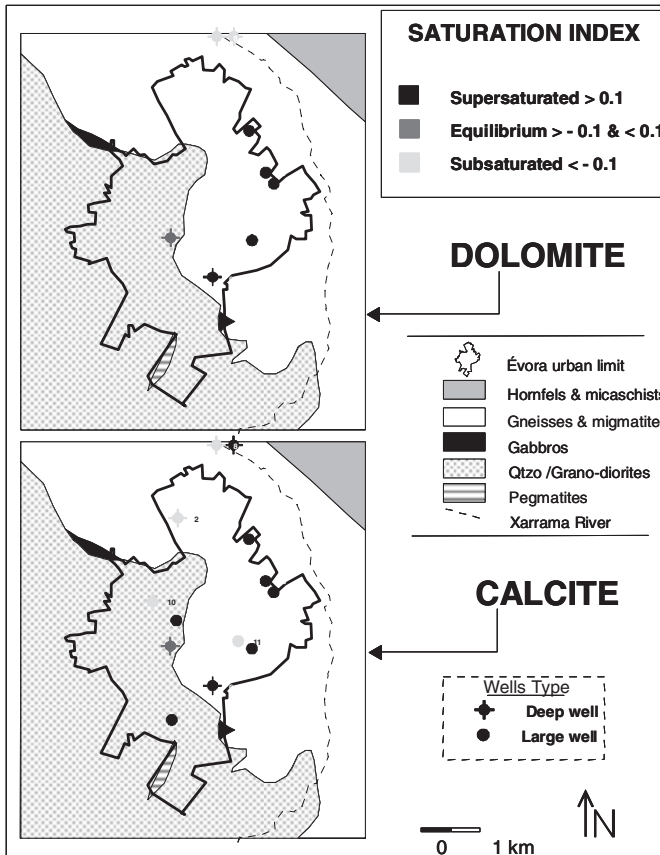 SATURATION INDEX
Supersaturated > 0.1
Equilibrium > - 0.1 & < 0.1
Subsaturated < - 0.1
DOLOMITE
Évora urban limit
Hornfels & micaschists
Gneisses & migmatite
Gabbros
Qtzo /Grano-diorites
Pegmatites
Xarrama River
2
10
11
CALCITE
Wells Type
Deep well
Large well
N
0 1 km